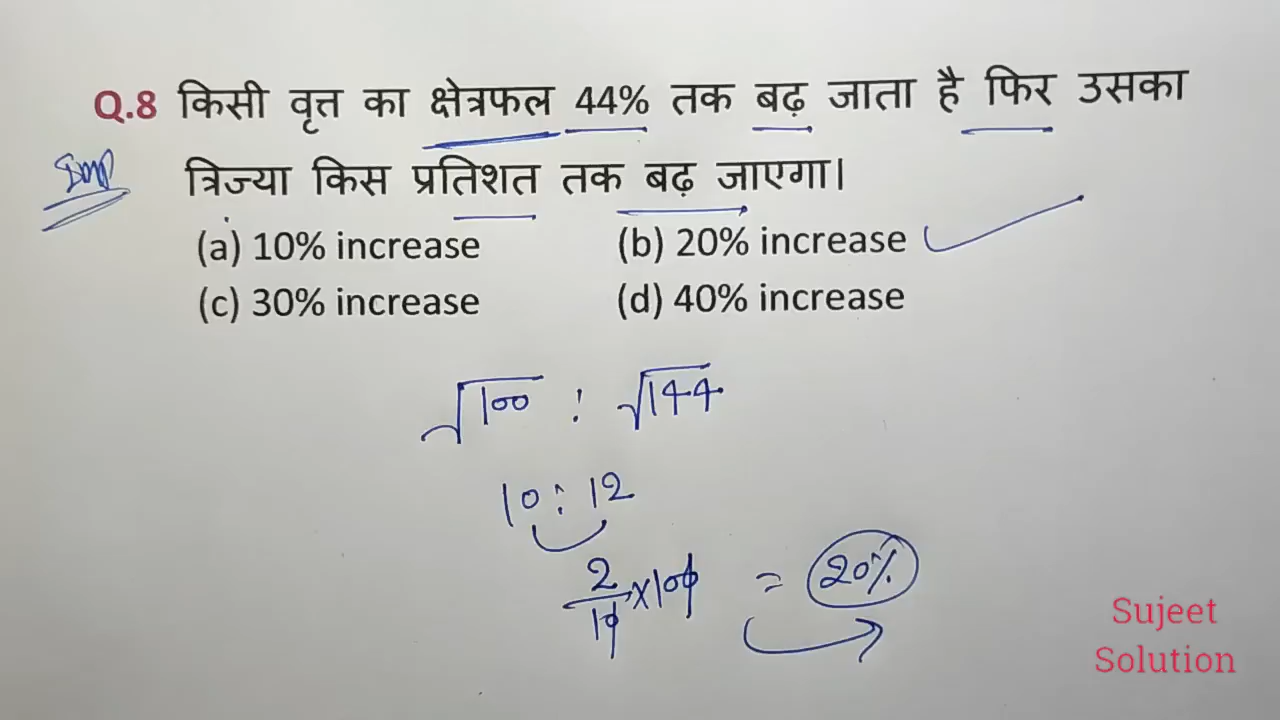 Q.8 किसी वृत्त का क्षेत्रफल 44% तक बढ़ जाता है फिर उसका
Imp
त्रिज्या किस प्रतिशत तक बढ़ जाएगा।
(a) 10% increase (b) 20% increase
(c) 30% increase (d) 40% increase
√100 : √144
10 : 12
2/10 × 100 = 20%
Sujeet
Solution